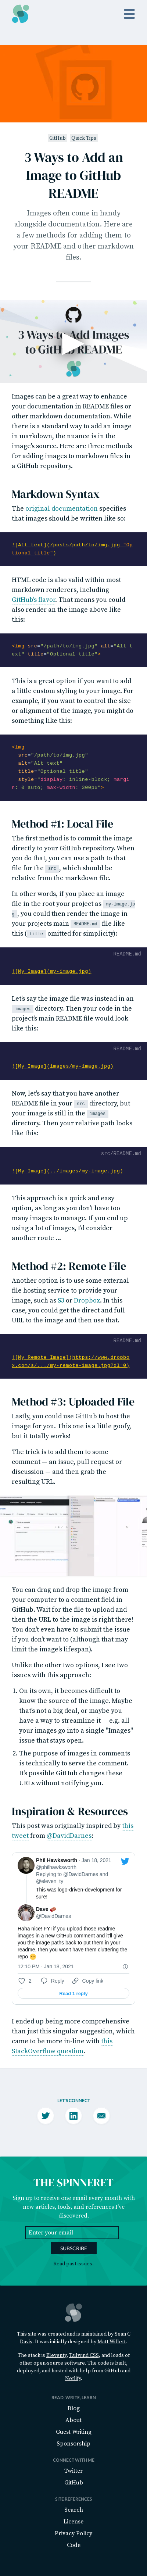 GitHub Quick Tips
3 Ways to Add an
Image to GitHub
README
Images often come in handy
alongside documentation. Here are
a few methods for adding them to
your README and other markdown
files.
3 Ways to Add Images
to GitHub README
Images can be a great way to enhance
your documentation in README files or
other markdown documentation. While
there is a standard way to add an image
in markdown, the nuance is in the
image's source. Here are three methods
for adding images to markdown files in
a GitHub repository.
Markdown Syntax
The original documentation specifies
that images should be written like so:
![Alt text](/posts/path/to/img.jpg "Op
tional title")
HTML code is also valid within most
markdown engines, including
GitHub's flavor. That means you could
also render an the image above like
this:
<img src="/path/to/img.jpg" alt="Alt t
ext" title="Optional title">
This is a great option if you want to add
a little custom styling to your image. For
example, if you want to control the size
or alignment of the image, you might do
something like this:
<img
src="/path/to/img.jpg"
alt="Alt text"
title="Optional title"
style="display: inline-block; margi
n: 0 auto; max-width: 300px">
Method #1: Local File
The first method is to commit the image
directly to your GitHub repository. When
you do that, you can use a path to that
file for the src, which should be
relative to the markdown file.
In other words, if you place an image
file in the root your project as my-image.jp
g, you could then render the image in
your projects main README.md file like
this (title omitted for simplicity):
README.md
![My Image](my-image.jpg)
Let's say the image file was instead in an
images directory. Then your code in the
project's main README file would look
like this:
README.md
![My Image](images/my-image.jpg)
Now, let's say that you have another
README file in your src directory, but
your image is still in the images
directory. Then your relative path looks
like this:
src/README.md
![My Image](../images/my-image.jpg)
This approach is a quick and easy
option, as long as you don't have too
many images to manage. If you end up
using a lot of images, I'd consider
another route ...
Method #2: Remote File
Another option is to use some external
file hosting service, to provide such as
your image to S3 or Dropbox. In this
case, you could get the direct and full
URL to the image and then use that.
README.md
![My Remote Image](https://www.dropbo
x.com/s/.../my-remote-image.jpg?dl=0)
Method #3: Uploaded File
Lastly, you could use GitHub to host the
image for you. This one is a little goofy,
but it totally works!
The trick is to add them to some
comment — an issue, pull request or
discussion — and then grab the
resulting URL.
You can drag and drop the image from
your computer to a comment field in
GitHub. Wait for the file to upload and
then the URL to the image is right there!
You don't even have to submit the issue
if you don't want to (although that may
limit the image's lifespan).
Unlike the other two options, I see two
issues with this approach:
1. On its own, it becomes difficult to
know the source of the image. Maybe
that's not a big deal, or maybe you
have a way to streamline it — e.g. all
your images go into a single "Images"
issue that stays open.
2. The purpose of images in comments
is technically to serve the comment.
It's possible GitHub changes these
URLs without notifying you.
Inspiration & Resources
This post was originally inspired by this
tweet from @DavidDarnes:
Phil Hawksworth · Jan 18, 2021
@philhawksworth
Replying to @DavidDarnes and
@eleven_ty
This was logro-driven-development for
sure!
Dave
@DavidDarnes
Haha nice! FYI if you upload those readme
images in a new GitHub issue and it'll give
you the image paths back to put them in your
readme, then you won't have them cluttering the
repo
12:10 PM · Jan 18, 2021
2 Reply Copy link
Read 1 reply
I ended up being more comprehensive
than just this singular suggestion, which
came to be more in-line with this
StackOverflow question.
LET'S CONNECT
THE SPINNERET
Sign up to receive one email every month with
new articles, tools, updates, and references I've
discovered.
Enter your email
SUBSCRIBE
Read past issues.
This site was created and is maintained by Sean C
Davis. It was initially designed by Matt Willett.
The stack is Eleventy, Tailwind CSS, and loads of
other open-source software. The code is built,
deployed, and hosted with help from GitHub and
Netlify.
READ, WRITE, LEARN
Blog
About
Guest Writing
Sponsorship
CONNECT WITH ME
Twitter
GitHub
SITE REFERENCES
Search
License
Privacy Policy
Code